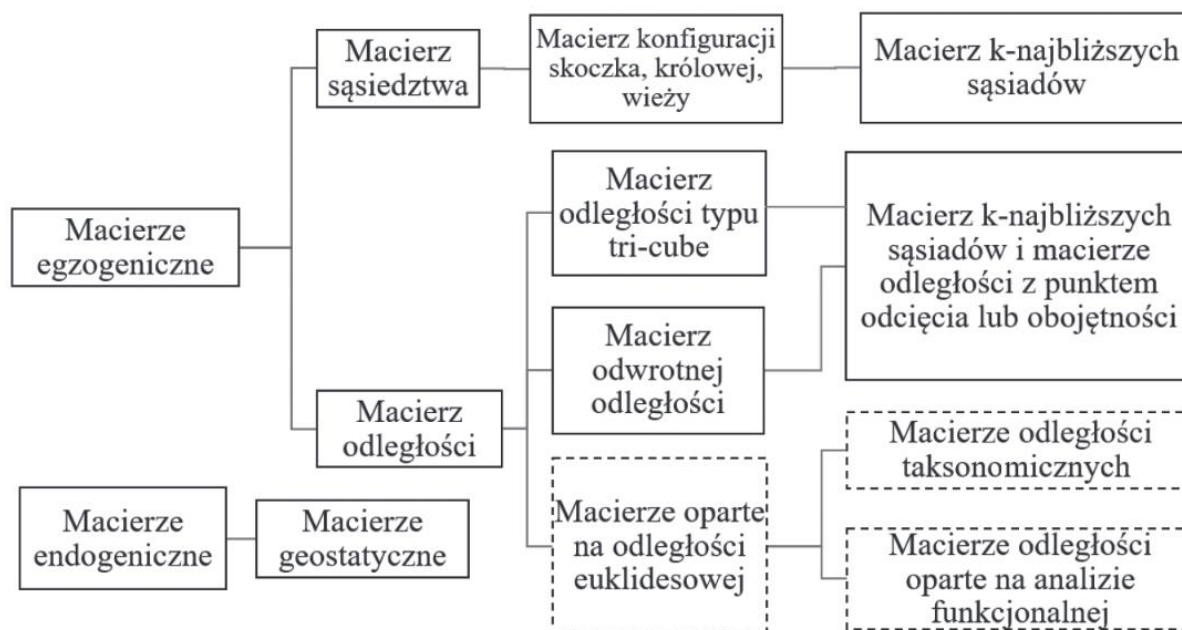 Macierze
egzogeniczne
Macierz
sąsiedztwa
Macierz konfiguracji
skoczka, królowej,
wieży
Macierz k-najbliższych
sąsiadów
Macierz
odległości
Macierz
odległości typu
tri-cube
Macierz
odwrotnej
odległości
Macierz k-najbliższych
sąsiadów i macierze
odległości z punktem
odcięcia lub obojętności
Macierze oparte
na odległości
euklidesowej
Macierze odległości
taksonomicznych
Macierze odległości
oparte na analizie
funkcjonalnej
Macierze
endogeniczne
Macierze
geostatyczne